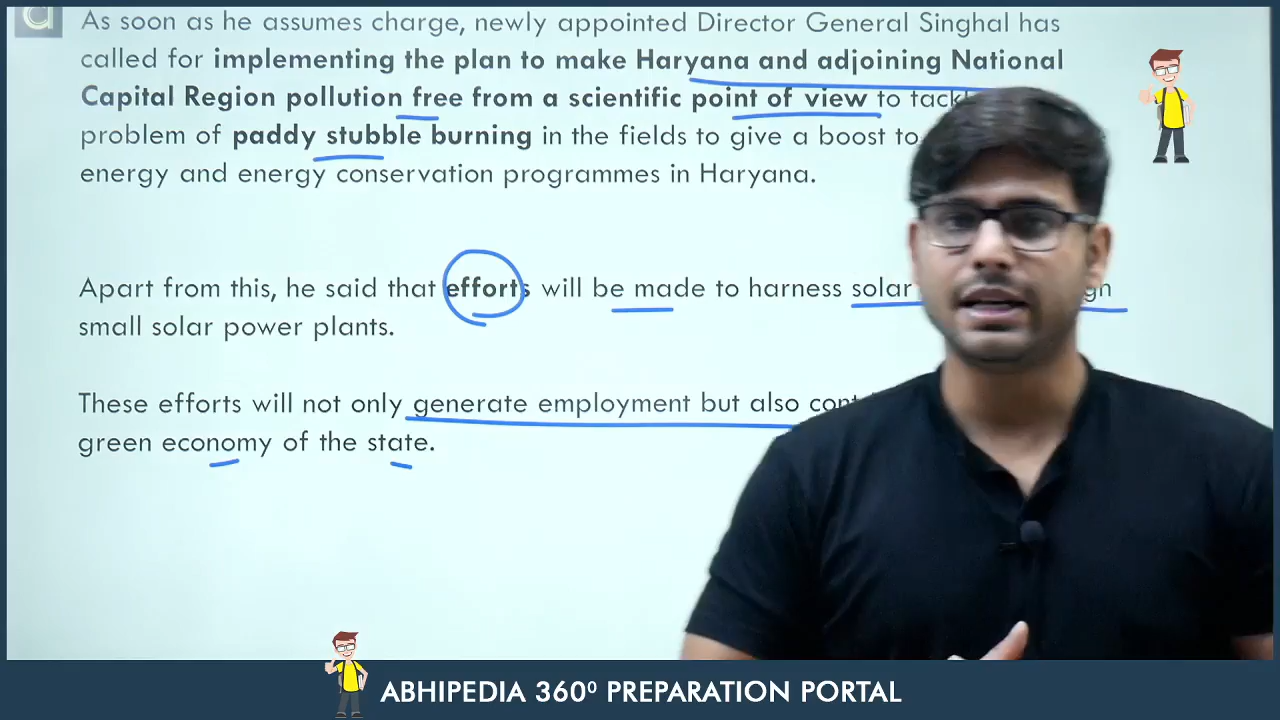 a
As soon as he assumes charge, newly appointed Director General Singhal has
called for implementing the plan to make Haryana and adjoining National
Capital Region pollution free from a scientific point of view to
problem of paddy stubble burning in the fields to give a boost to
energy and energy conservation programmes in Haryana.
Apart from this, he said that efforts will be made to harness solar
small solar power plants.
These efforts will not only generate employment but also
green economy of the state.
ABHIPEDIA 360⁰ PREPARATION PORTAL